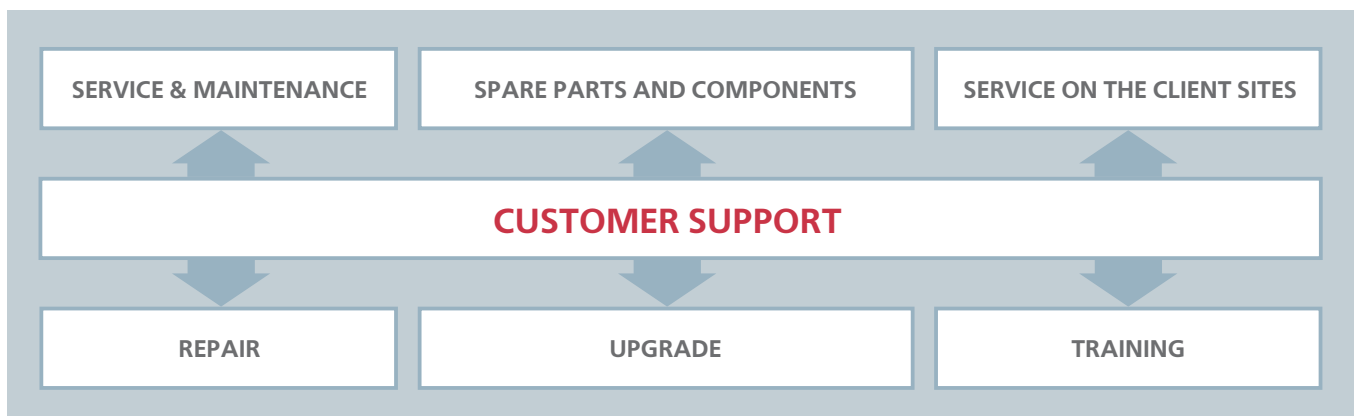 SERVICE & MAINTENANCE
SPARE PARTS AND COMPONENTS
SERVICE ON THE CLIENT SITES
CUSTOMER SUPPORT
REPAIR
UPGRADE
TRAINING